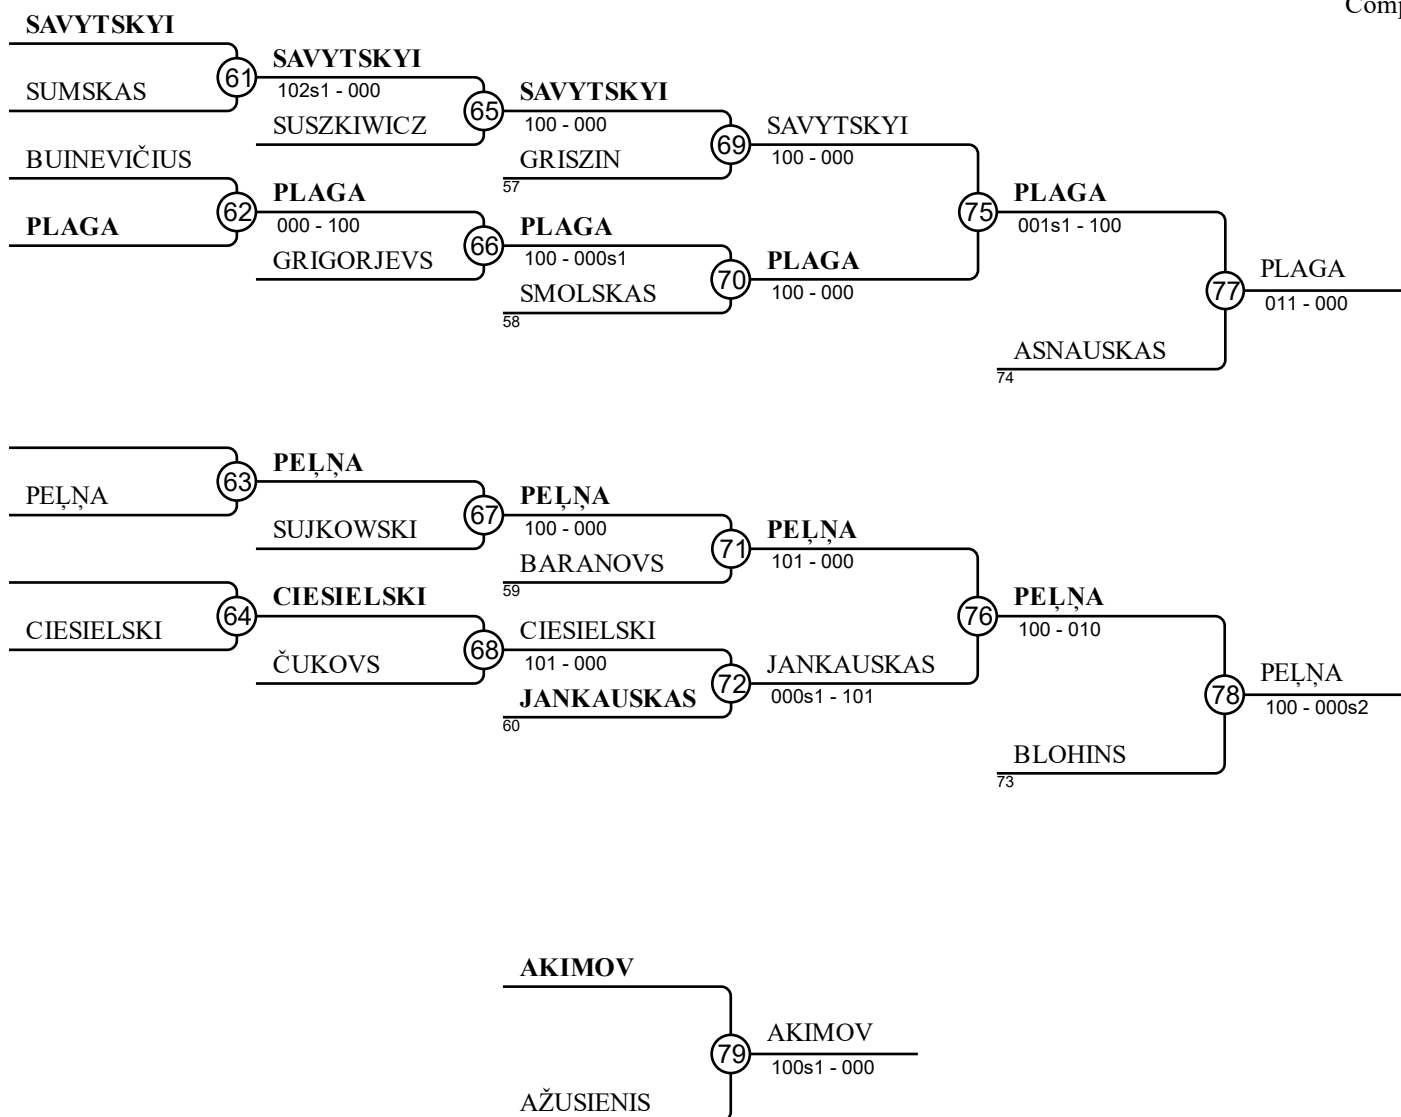 Comp
SAVYTSKYI
SUMSKAS
61
SAVYTSKYI
102s1 - 000
SUSZKIWICZ
65
SAVYTSKYI
100 - 000
GRISZIN
57
69
SAVYTSKYI
100 - 000
BUINEVIČIUS
PLAGA
62
PLAGA
000 - 100
GRIGORJEVS
66
PLAGA
100 - 000s1
SMOLSKAS
58
70
PLAGA
100 - 000
75
PLAGA
001s1 - 100
ASNAUSKAS
74
77
PLAGA
011 - 000
PEĻŅA
63
PEĻŅA
SUJKOWSKI
67
PEĻŅA
100 - 000
BARANOVS
59
71
PEĻŅA
101 - 000
CIESIELSKI
64
CIESIELSKI
ČUKOVS
68
CIESIELSKI
101 - 000
JANKAUSKAS
60
72
JANKAUSKAS
000s1 - 101
76
PEĻŅA
100 - 010
BLOHINS
73
78
PEĻŅA
100 - 000s2
AKIMOV
AŽUSIENIS
79
AKIMOV
100s1 - 000